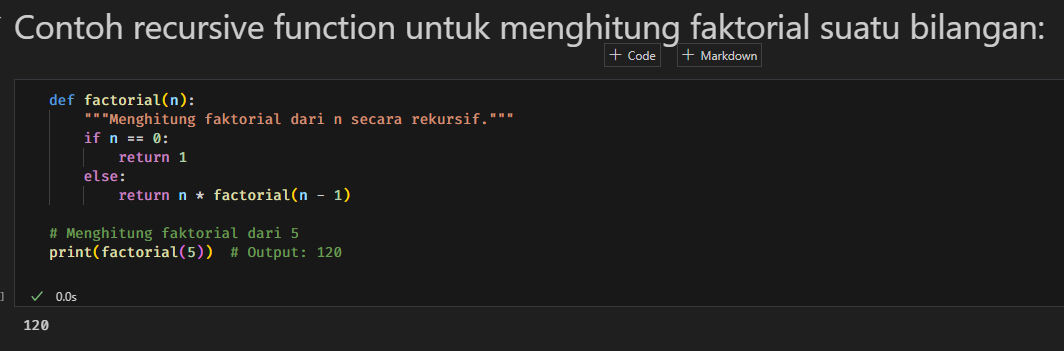 Contoh recursive function untuk menghitung faktorial suatu bilangan:
+ Code + Markdown
def factorial(n):
    """Menghitung faktorial dari n secara rekursif."""
    if n == 0:
        return 1
    else:
        return n * factorial(n - 1)
# Menghitung faktorial dari 5
print(factorial(5))  # Output: 120
] ✓ 0.0s
120